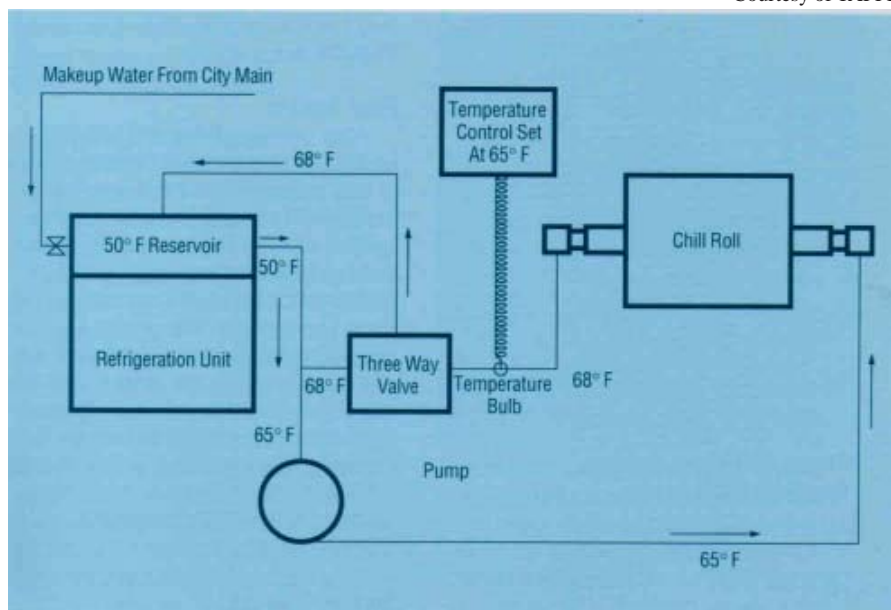 Makeup Water From City Main
Temperature
Control Set
At 65° F
68° F
50° F Reservoir
50° F
Chill Roll
Refrigeration Unit
68° F
Three Way
Valve
Temperature
Bulb
68° F
65° F
Pump
65° F